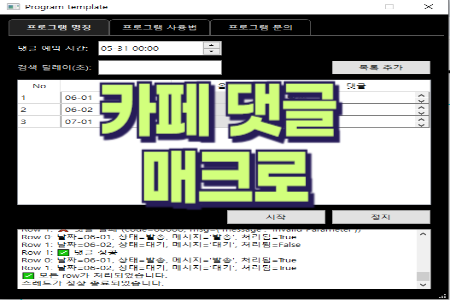 Program template
프로그램 명칭
프로그램 사용법
프로그램 문의
댓글 예약 시간:
05-31 00:00
검색 딜레이(초):
목록 추가
No
댓글
1
06-01
2
06-02
3
07-01
카페 댓글
매크로
시작
정지
Row 0: 날짜=06-01, 상태=발송, 메시지='발송', 처리됨=True
Row 1: 날짜=06-02, 상태=대기, 메시지='대기', 처리됨=False
Row 1: ✅ 댓글 성공
Row 0: 날짜=06-01, 상태=발송, 메시지='발송', 처리됨=True
Row 1: 날짜=06-02, 상태=대기, 메시지='대기', 처리됨=True
✅ 모든 row가 처리되었습니다.
스레드가 정상 종료되었습니다.